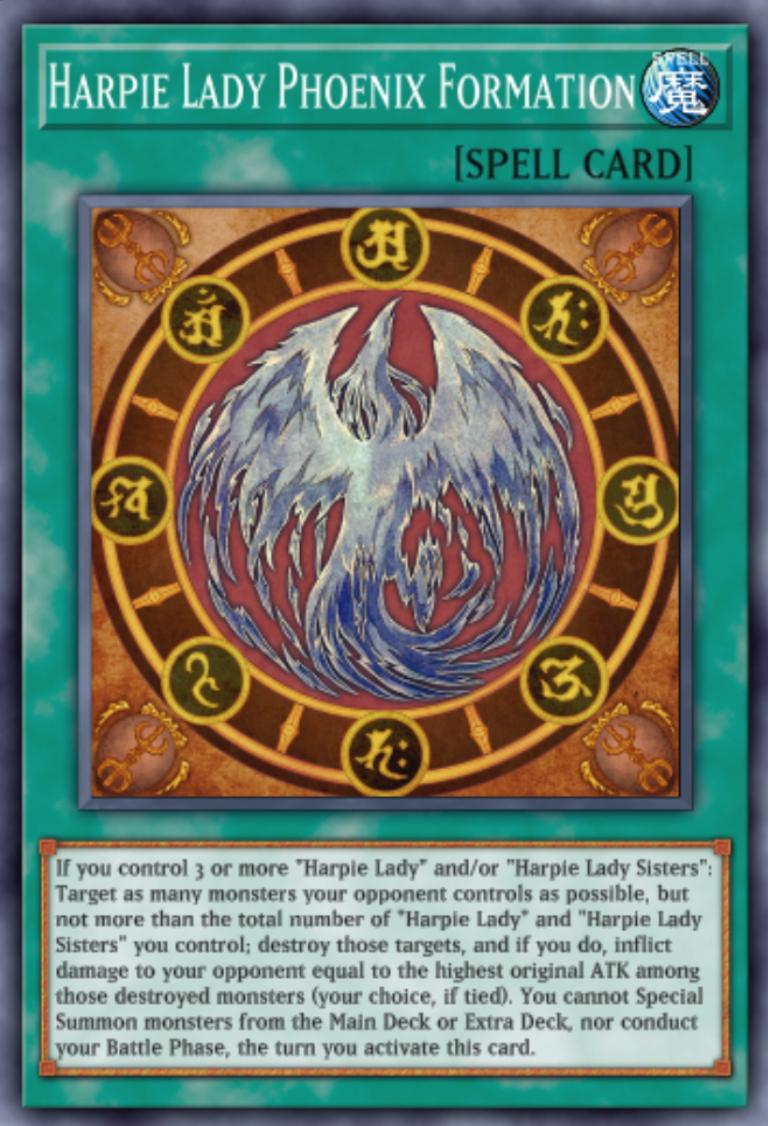 HARPIE LADY PHOENIX FORMATION
SPELL
魔
[SPELL CARD]
If you control 3 or more "Harpie Lady" and/or "Harpie Lady Sisters":
Target as many monsters your opponent controls as possible, but
not more than the total number of "Harpie Lady" and "Harpie Lady
Sisters" you control; destroy those targets, and if you do, inflict
damage to your opponent equal to the highest original ATK among
those destroyed monsters (your choice, if tied). You cannot Special
Summon monsters from the Main Deck or Extra Deck, nor conduct
your Battle Phase, the turn you activate this card.